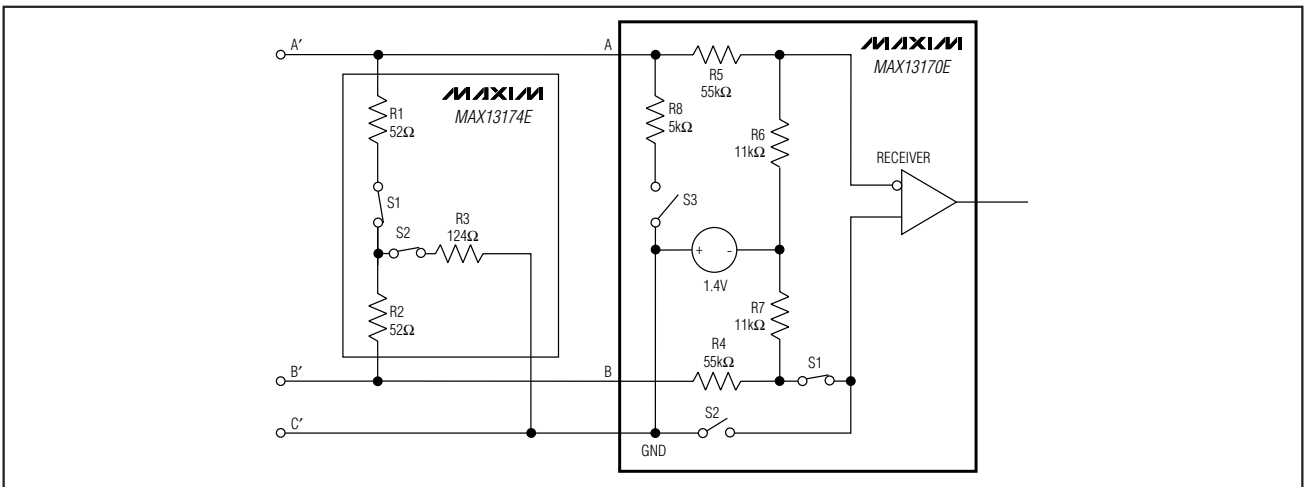 A′
A
MAXIM
MAX13174E
R1
52Ω
S1
S2
R3
124Ω
R2
52Ω
B′
B
C′
MAXIM
MAX13170E
R5
55kΩ
R8
5kΩ
R6
11kΩ
RECEIVER
S3
+ -
1.4V
R7
11kΩ
R4
55kΩ
S1
S2
GND